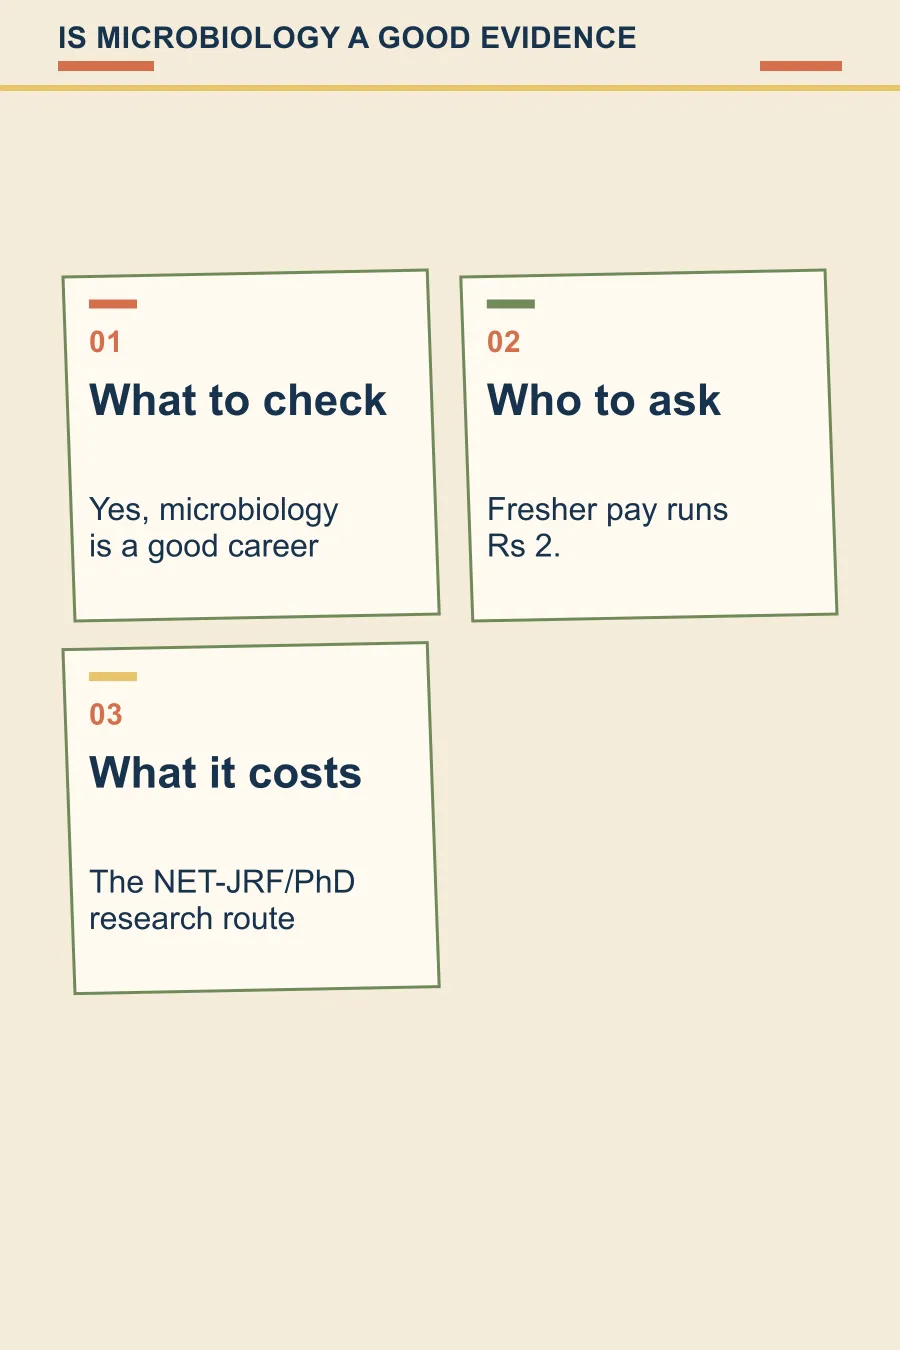 IS MICROBIOLOGY A GOOD EVIDENCE
01
What to check
Yes, microbiology
is a good career
02
Who to ask
Fresher pay runs
Rs 2.
03
What it costs
The NET-JRF/PhD
research route